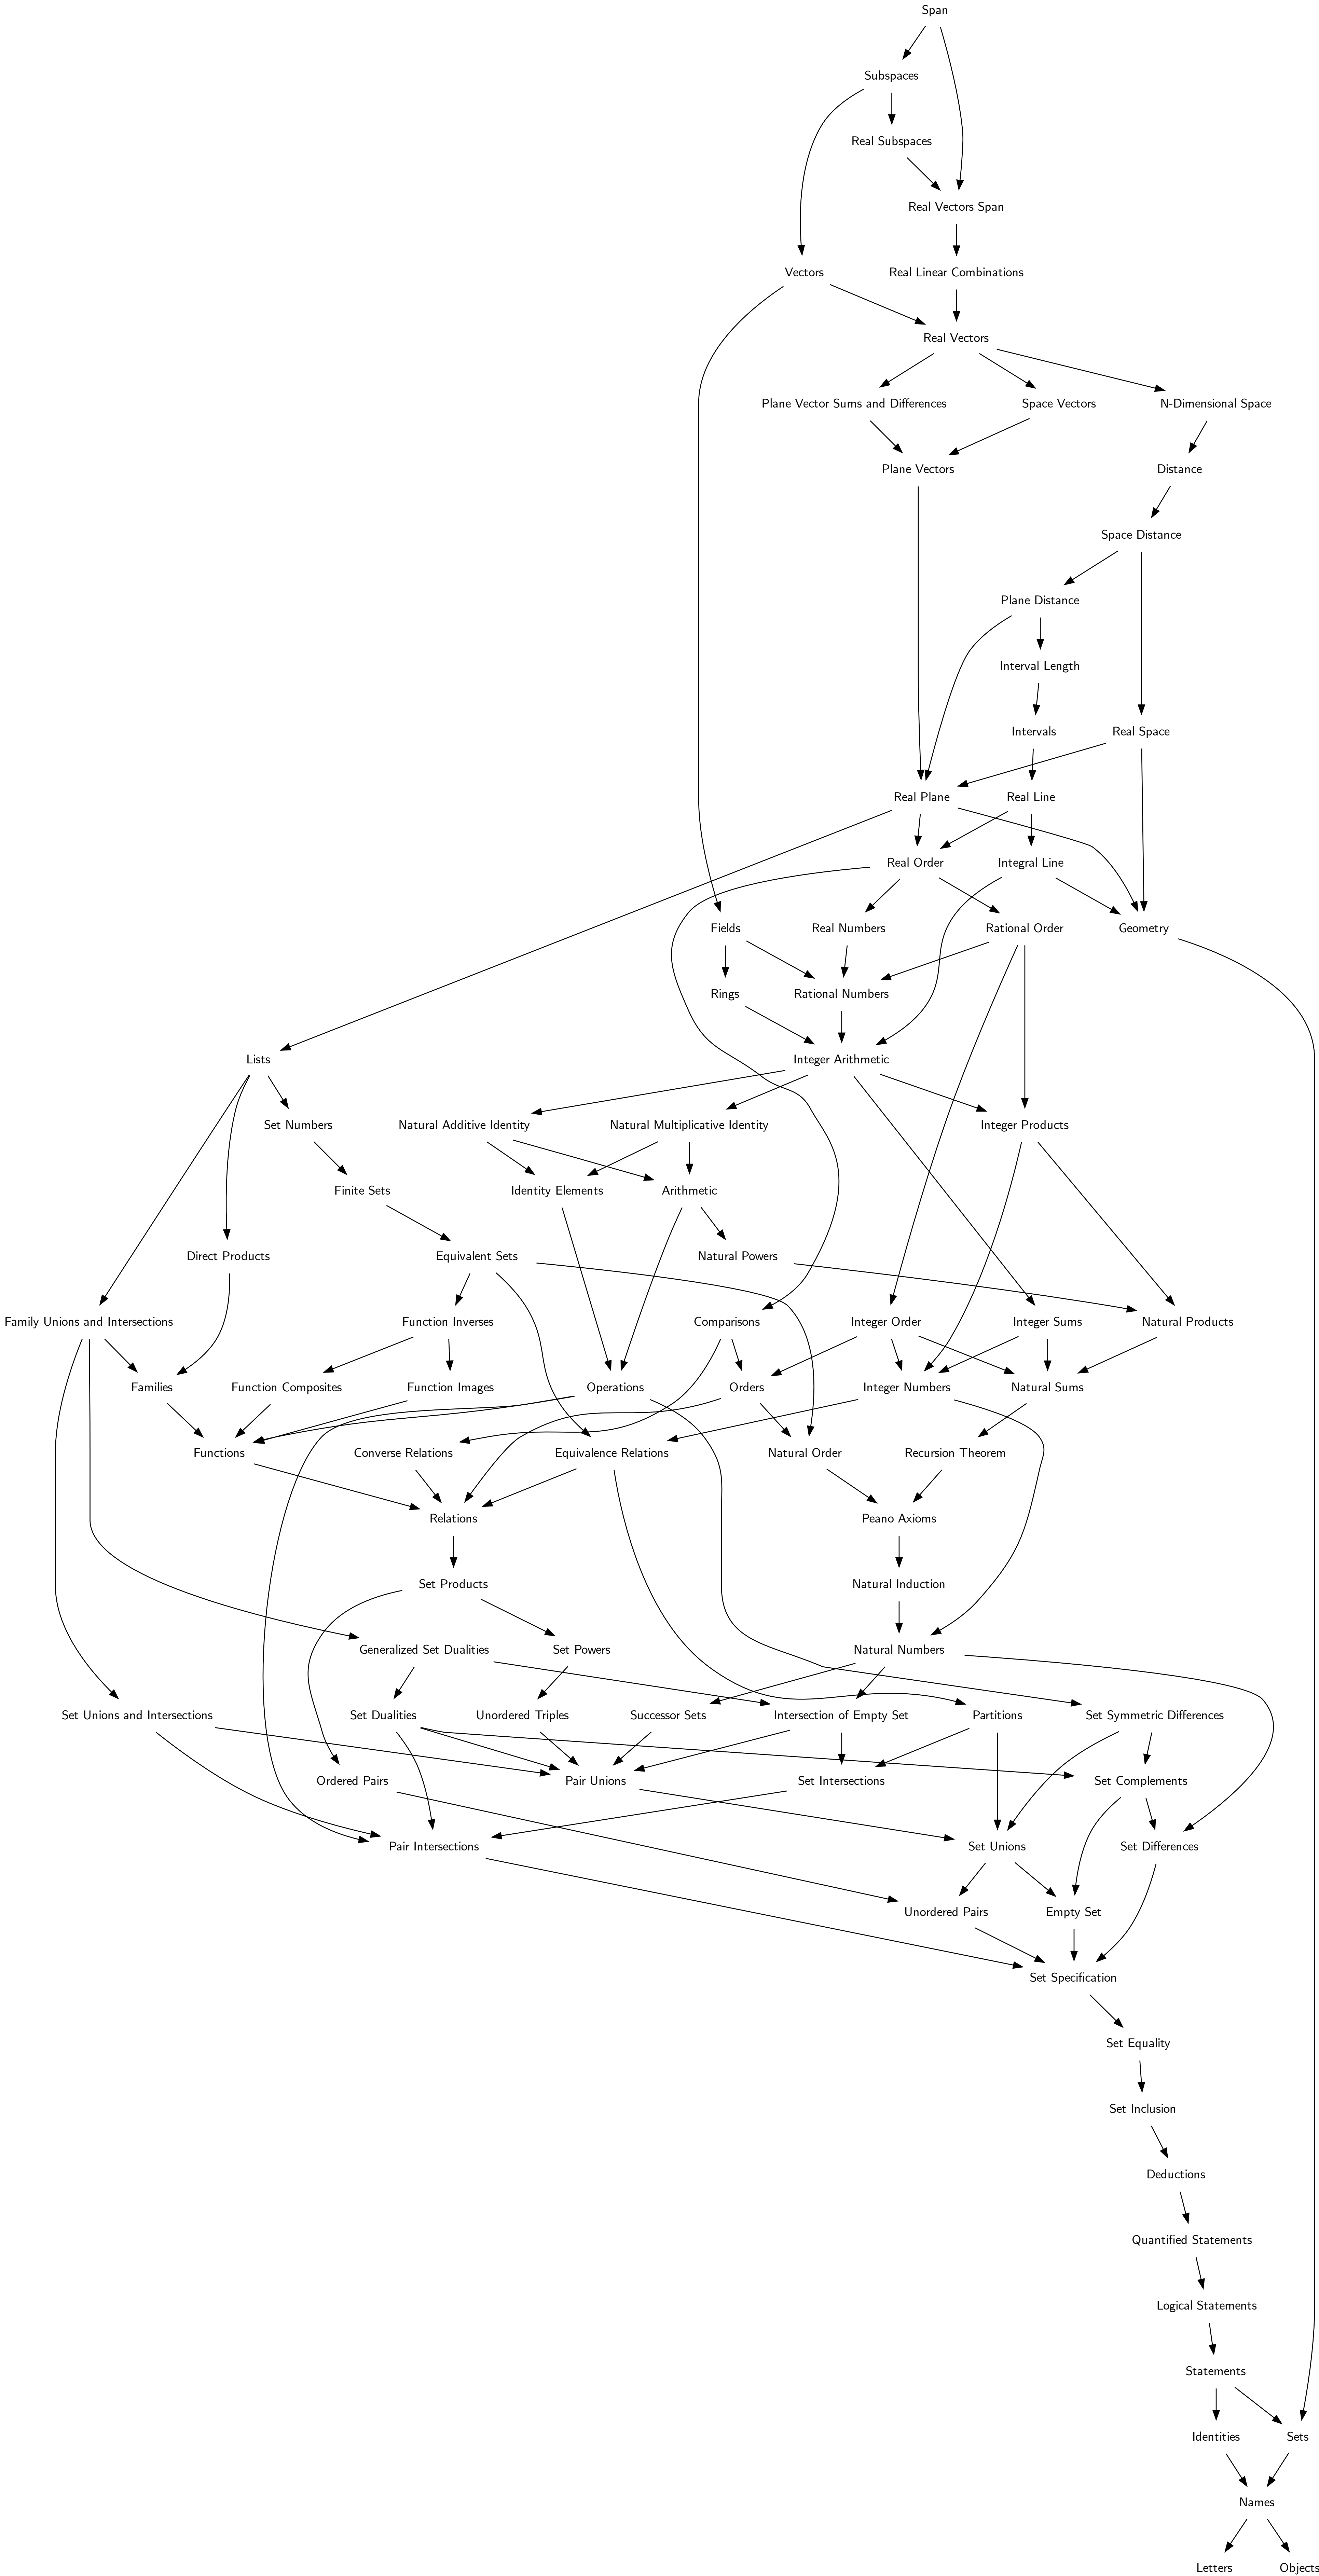 Span
Subspaces
Real Subspaces
Real Vectors Span
Vectors
Real Linear Combinations
Real Vectors
Plane Vector Sums and Differences
Space Vectors
N-Dimensional Space
Plane Vectors
Distance
Space Distance
Plane Distance
Interval Length
Intervals
Real Space
Real Plane
Real Line
Real Order
Integral Line
Fields
Real Numbers
Rational Order
Geometry
Rings
Rational Numbers
Lists
Integer Arithmetic
Set Numbers
Natural Additive Identity
Natural Multiplicative Identity
Integer Products
Finite Sets
Identity Elements
Arithmetic
Direct Products
Equivalent Sets
Natural Powers
Family Unions and Intersections
Function Inverses
Comparisons
Integer Order
Integer Sums
Natural Products
Families
Function Composites
Function Images
Operations
Orders
Integer Numbers
Natural Sums
Functions
Converse Relations
Equivalence Relations
Natural Order
Recursion Theorem
Relations
Peano Axioms
Set Products
Natural Induction
Generalized Set Dualities
Set Powers
Natural Numbers
Set Unions and Intersections
Set Dualities
Unordered Triples
Successor Sets
Intersection of Empty Set
Partitions
Set Symmetric Differences
Ordered Pairs
Pair Unions
Set Intersections
Set Complements
Pair Intersections
Set Unions
Set Differences
Unordered Pairs
Empty Set
Set Specification
Set Equality
Set Inclusion
Deductions
Quantified Statements
Logical Statements
Statements
Identities
Sets
Names
Letters
Objects